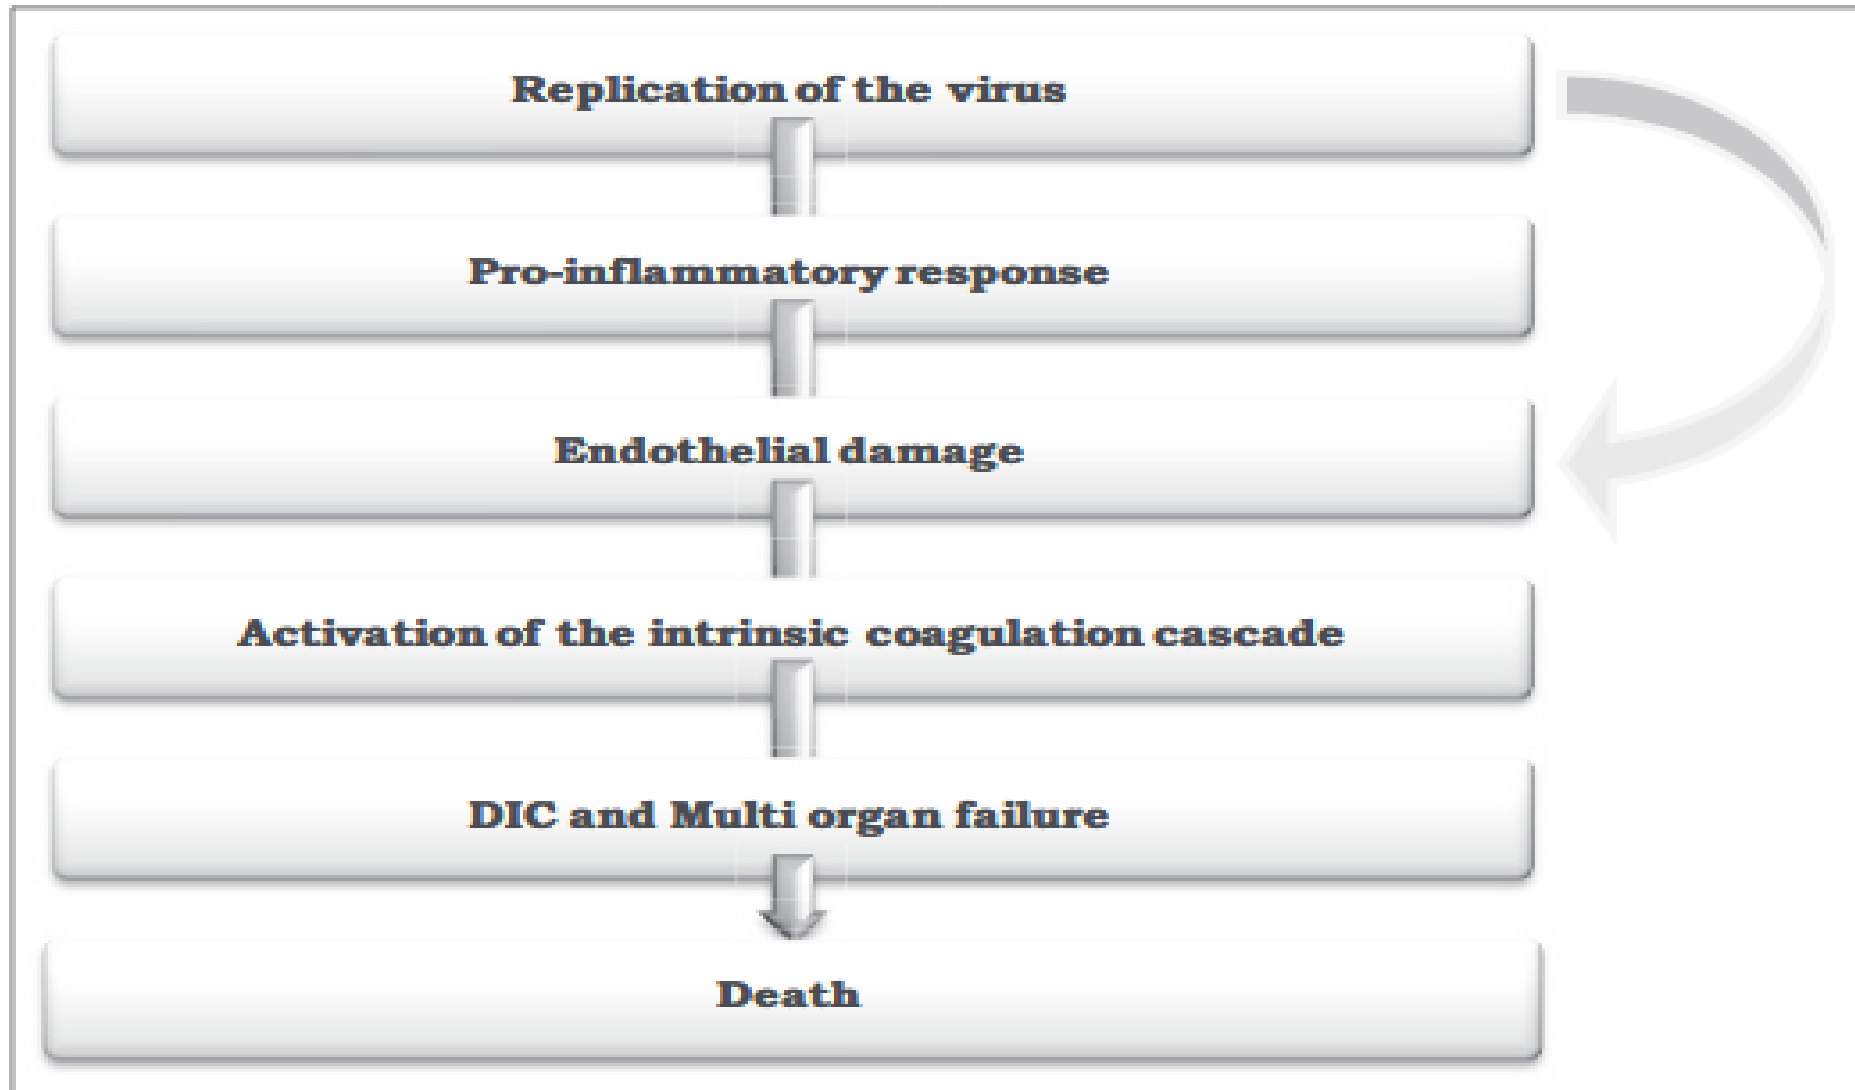 Replication of the virus
Pro-inflammatory response
Endothelial damage
Activation of the intrinsic coagulation cascade
DIC and Multi organ failure
Death